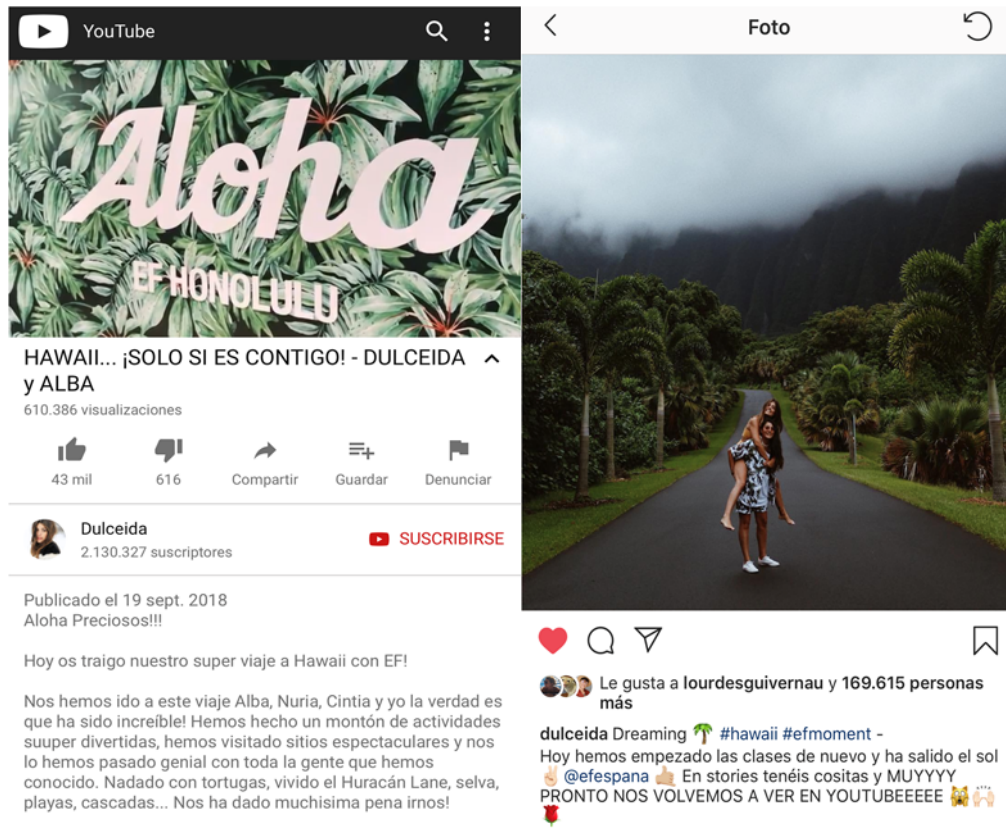 YouTube
Aloha
EF HONOLULU
HAWAII... ¡SOLO SI ES CONTIGO! - DULCEIDA
y ALBA
610.386 visualizaciones
43 mil
616
Compartir
Guardar
Denunciar
Dulceida
2.130.327 suscriptores
SUSCRIBIRSE
Publicado el 19 sept. 2018
Aloha Preciosos!!!
Hoy os traigo nuestro super viaje a Hawaii con EF!
Nos hemos ido a este viaje Alba, Nuria, Cintia y yo la verdad es
que ha sido increíble! Hemos hecho un montón de actividades
suuper divertidas, hemos visitado sitios espectaculares y nos
lo hemos pasado genial con toda la gente que hemos
conocido. Nadado con tortugas, vivido el Huracán Lane, selva,
playas, cascadas... Nos ha dado muchisima pena irnos!
Foto
Le gusta a lourdesguivernau y 169.615 personas
más
dulceida Dreaming 🌴 #hawaii #efmoment -
Hoy hemos empezado las clases de nuevo y ha salido el sol
✌🏼 @efespana 🤙🏼 En stories tenéis cositas y MUYYYY
PRONTO NOS VOLVEMOS A VER EN YOUTUBEEEEE 🙀🙌🏻
🌹